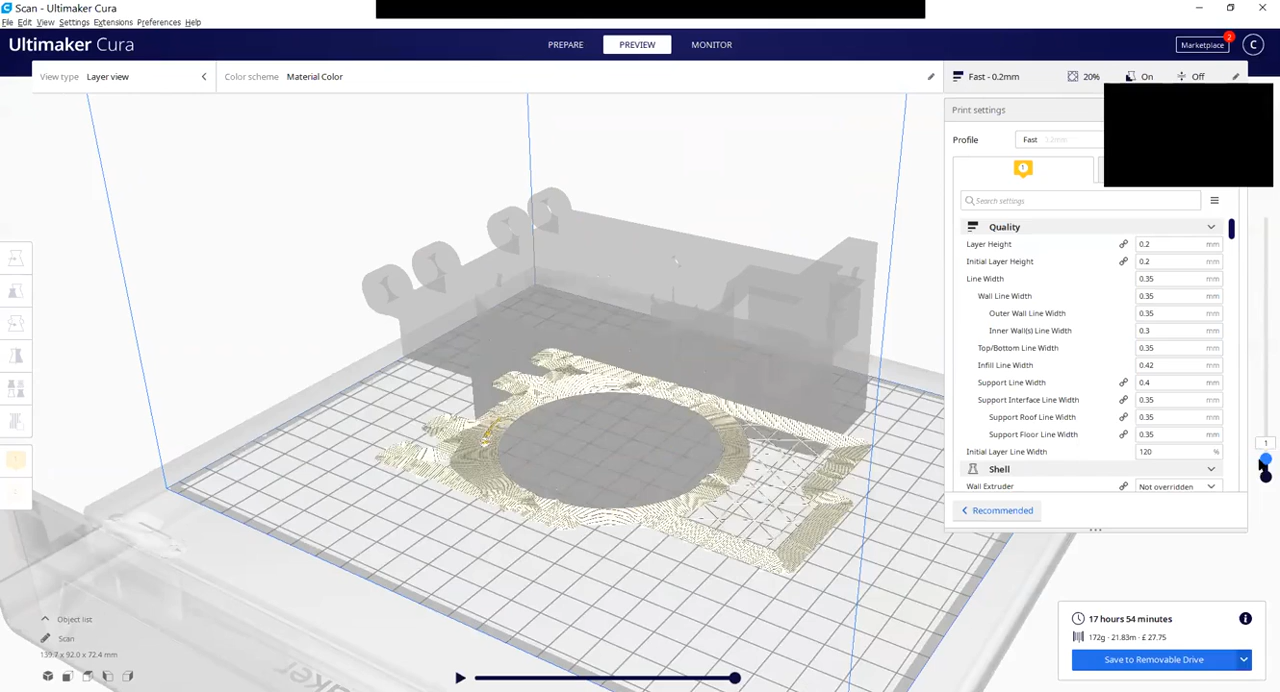 Scan - Ultimaker Cura
File Edit View Settings Extensions Preferences Help
Ultimaker Cura
PREPARE PREVIEW MONITOR
Marketplace 2 C
View type Layer view Color scheme Material Color
Fast - 0.2mm 20% On Off
Print settings
Profile Fast 0.2mm
1
Search settings
Quality
Layer Height 0.2 mm
Initial Layer Height 0.2 mm
Line Width 0.35 mm
Wall Line Width 0.35 mm
Outer Wall Line Width 0.35 mm
Inner Wall(s) Line Width 0.3 mm
Top/Bottom Line Width 0.35 mm
Infill Line Width 0.42 mm
Support Line Width 0.4 mm
Support Interface Line Width 0.35 mm
Support Roof Line Width 0.35 mm
Support Floor Line Width 0.35 mm
Initial Layer Line Width 120 %
Shell
Wall Extruder Not overridden
1
Recommended
Object list
Scan
139.7 x 92.0 x 72.4 mm
17 hours 54 minutes
172g · 21.83m · £ 27.75
Save to Removable Drive